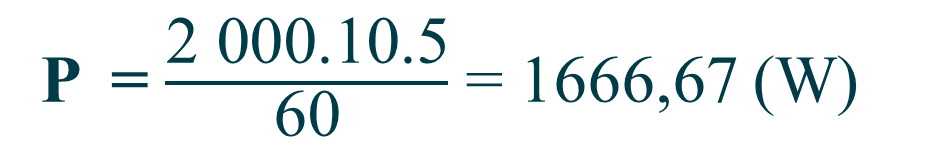 P = 2 000.10.5 / 60 = 1666,67 (W)